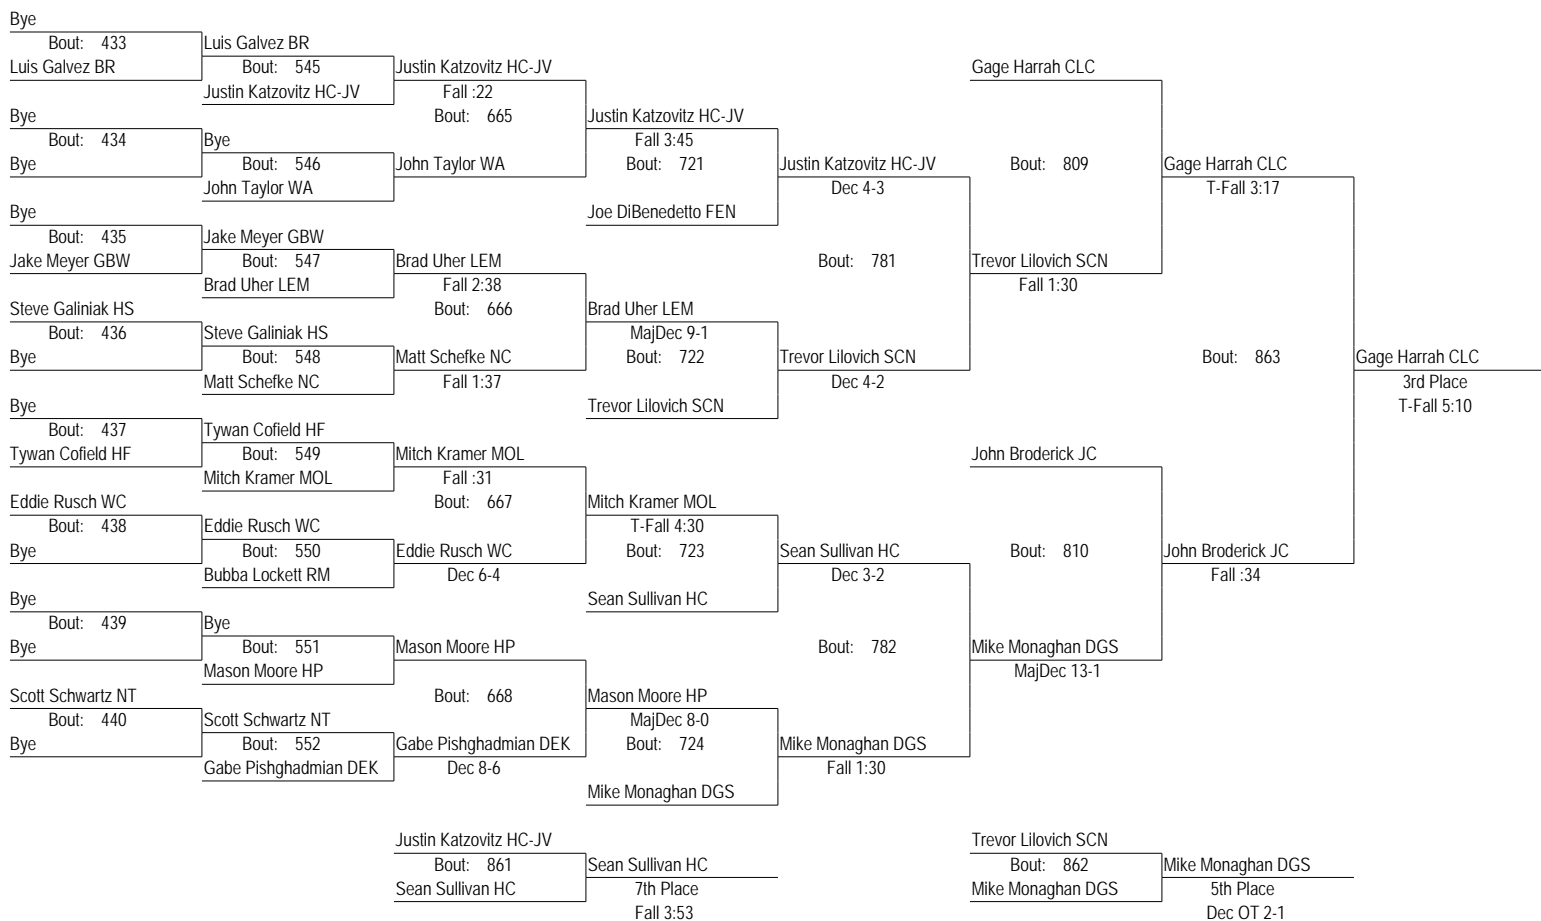 Bye
Bout: 433
Luis Galvez BR
Luis Galvez BR
Bout: 545
Justin Katzovitz HC-JV
Justin Katzovitz HC-JV
Fall :22
Bout: 665
Gage Harrah CLC
Bye
Bout: 434
Bye
Bye
Bout: 546
John Taylor WA
John Taylor WA
Justin Katzovitz HC-JV
Fall 3:45
Bout: 721
Joe DiBenedetto FEN
Justin Katzovitz HC-JV
Dec 4-3
Bout: 809
Gage Harrah CLC
T-Fall 3:17
Bye
Bout: 435
Jake Meyer GBW
Jake Meyer GBW
Bout: 547
Brad Uher LEM
Brad Uher LEM
Fall 2:38
Bout: 666
Bout: 781
Trevor Lilovich SCN
Fall 1:30
Steve Galiniak HS
Bout: 436
Bye
Steve Galiniak HS
Bout: 548
Matt Schefke NC
Matt Schefke NC
Fall 1:37
Brad Uher LEM
MajDec 9-1
Bout: 722
Trevor Lilovich SCN
Trevor Lilovich SCN
Dec 4-2
Bout: 863
Gage Harrah CLC
3rd Place
T-Fall 5:10
Bye
Bout: 437
Tywan Cofield HF
Tywan Cofield HF
Bout: 549
Mitch Kramer MOL
Mitch Kramer MOL
Fall :31
Bout: 667
John Broderick JC
Eddie Rusch WC
Bout: 438
Bye
Eddie Rusch WC
Bout: 550
Bubba Lockett RM
Eddie Rusch WC
Dec 6-4
Mitch Kramer MOL
T-Fall 4:30
Bout: 723
Sean Sullivan HC
Sean Sullivan HC
Dec 3-2
Bout: 810
John Broderick JC
Fall :34
Bye
Bout: 439
Bye
Bye
Bout: 551
Mason Moore HP
Mason Moore HP
Bout: 668
Bout: 782
Mike Monaghan DGS
MajDec 13-1
Scott Schwartz NT
Bout: 440
Bye
Scott Schwartz NT
Bout: 552
Gabe Pishghadmian DEK
Gabe Pishghadmian DEK
Dec 8-6
Mason Moore HP
MajDec 8-0
Bout: 724
Mike Monaghan DGS
Mike Monaghan DGS
Fall 1:30
Justin Katzovitz HC-JV
Bout: 861
Sean Sullivan HC
Sean Sullivan HC
7th Place
Fall 3:53
Trevor Lilovich SCN
Bout: 862
Mike Monaghan DGS
Mike Monaghan DGS
5th Place
Dec OT 2-1